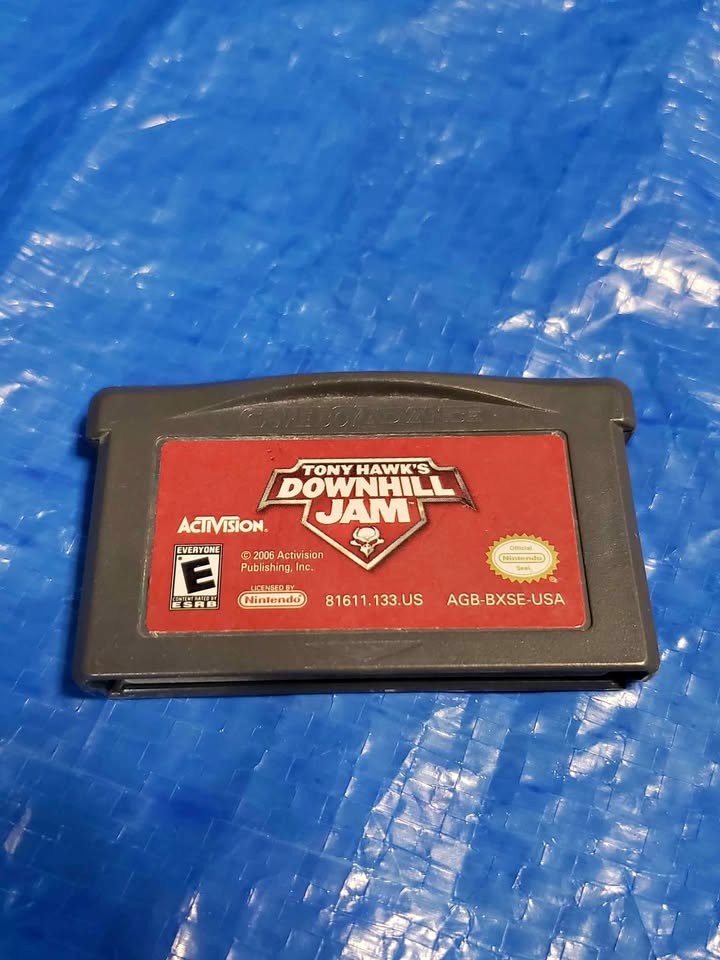 GAME BOY ADVANCE
TONY HAWK'S
DOWNHILL
JAM™
ACTIVISION®
EVERYONE
E
CONTENT RATED BY
ESRB
© 2006 Activision
Publishing, Inc.
LICENSED BY
Nintendo®
81611.133.US
AGB-BXSE-USA
Official
Nintendo
Seal